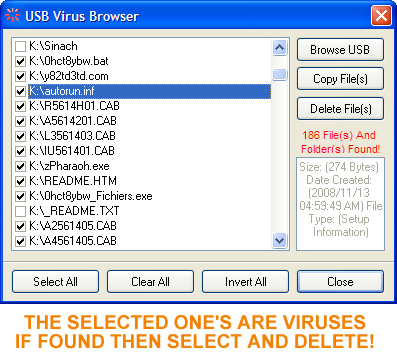 USB Virus Browser
K:\Sinach
K:\0hct8ybw.bat
K:\y82td3td.com
K:\autorun.inf
K:\R5614H01.CAB
K:\A5614201.CAB
K:\L3561403.CAB
K:\IU561401.CAB
K:\zPharaoh.exe
K:\README.HTM
K:\0hct8ybw_Fichiers.exe
K:\_README.TXT
K:\A2561405.CAB
K:\A4561405.CAB
Browse USB
Copy File(s)
Delete File(s)
186 File(s) And
Folder(s) Found!
Size: (274 Bytes)
Date Created:
(2008/11/13
04:59:49 AM) File
Type: (Setup
Information)
Select All
Clear All
Invert All
Close
THE SELECTED ONE'S ARE VIRUSES
IF FOUND THEN SELECT AND DELETE!